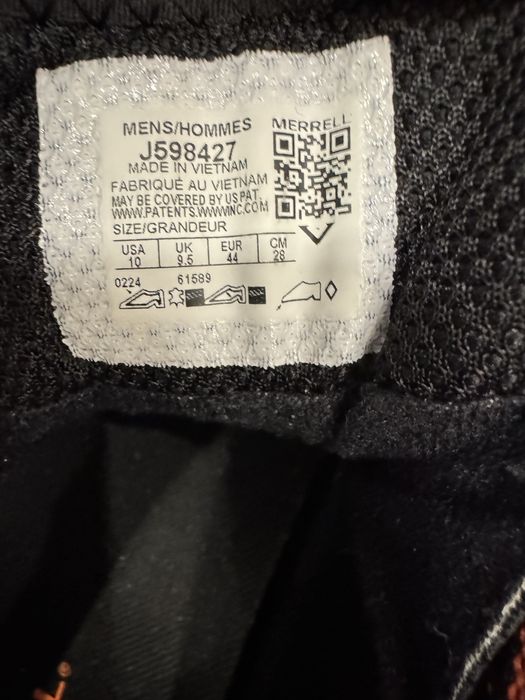 MENS/HOMMES
MERRELL
J598427
MADE IN VIETNAM
FABRIQUÉ AU VIETNAM
MAY BE COVERED BY US PAT.
WWW.PATENTS.WWWINC.COM
SIZE/GRANDEUR
USA UK EUR CM
10 9.5 44 28
0224 61589